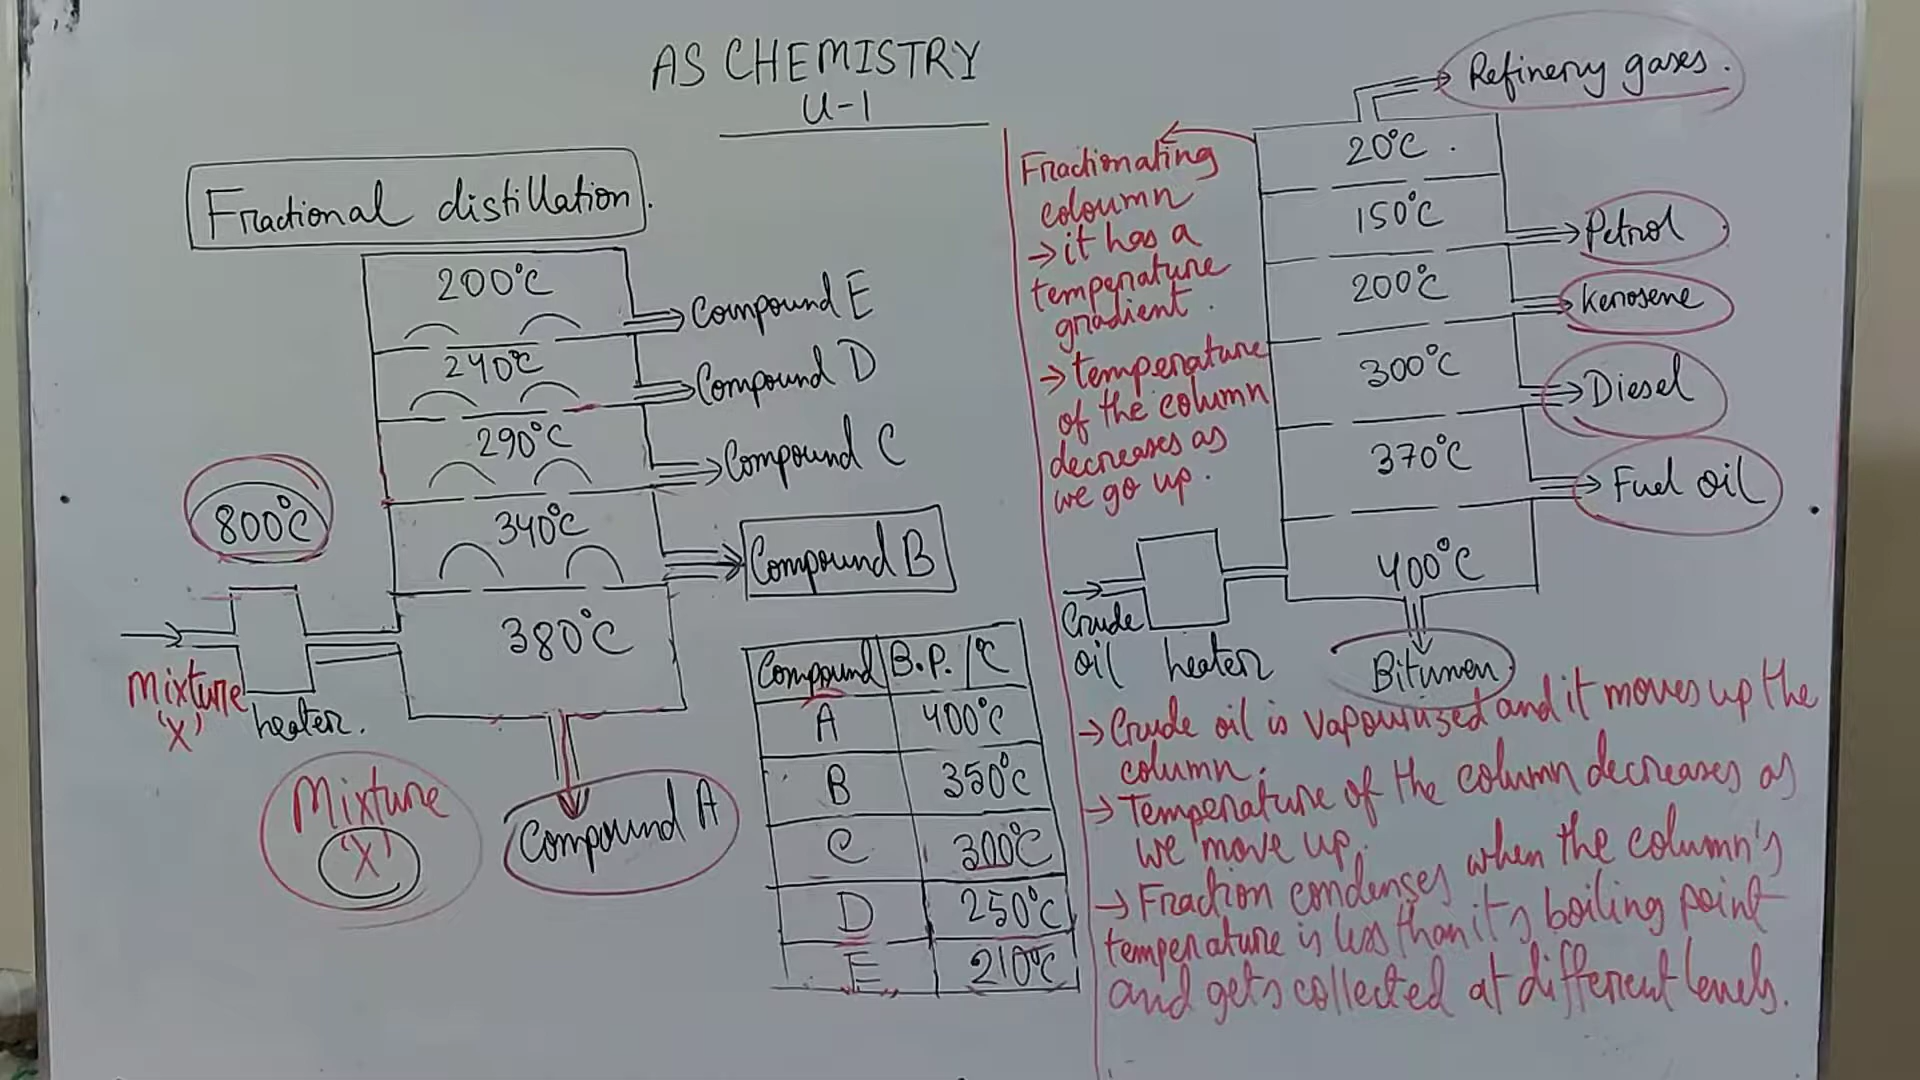 AS CHEMISTRY
U-1
Fractional distillation.
200°C
240°C
290°C
340°C
380°C
Compound E
Compound D
Compound C
Compound B
800°C
Mixture
'X'
heater.
Mixture
'X'
Compound A
Compound B.P./°C
A 400°C
B 350°C
C 300°C
D 250°C
E 210°C
Fractionating
coloumn
→ it has a
temperature
gradient.
→ temperature
of the column
decreases as
we go up.
Refinery gases.
20°C.
150°C
Petrol
200°C
Kerosene
300°C
Diesel
370°C
Fuel oil
400°C
Crude
oil heater
Bitumen
→ Crude oil is vapourized and it moves up the
column.
→ Temperature of the column decreases as
we move up.
→ Fraction condenses when the column's
temperature is less than it's boiling point
and gets collected at different levels.